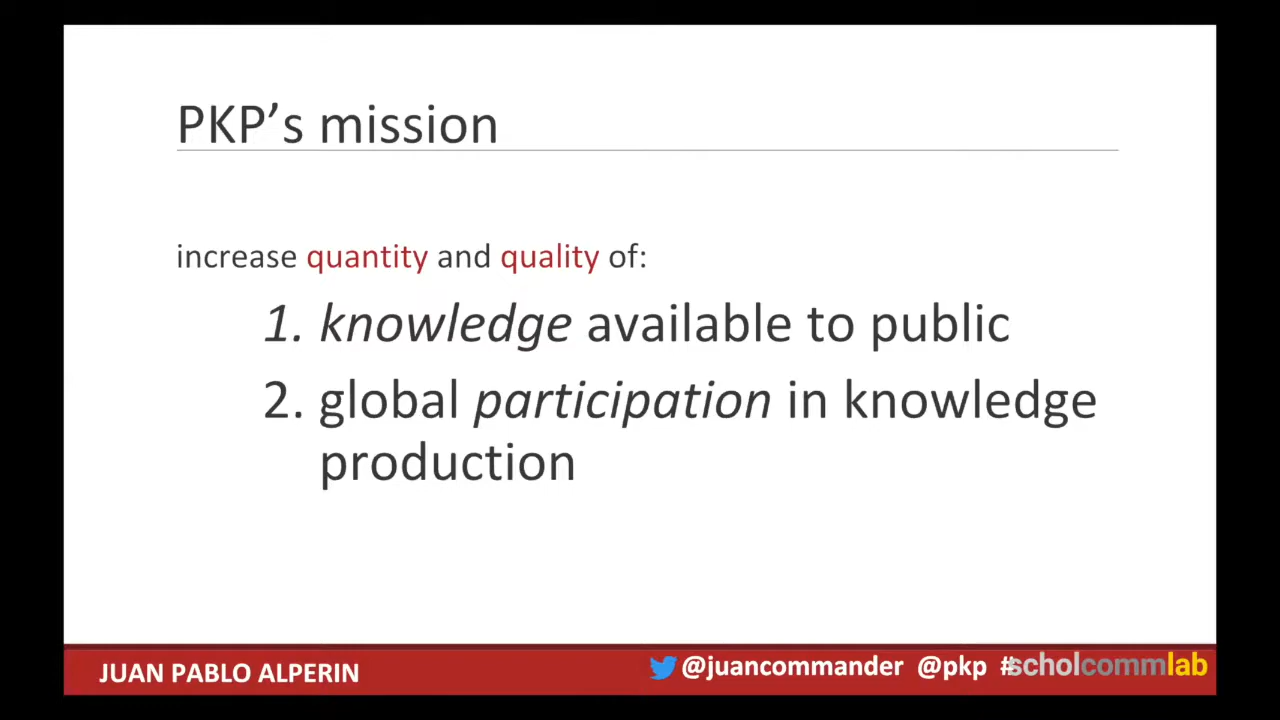 PKP’s mission
increase quantity and quality of:
1. knowledge available to public
2. global participation in knowledge
production
JUAN PABLO ALPERIN
@juancommander @pkp #scholcommlab